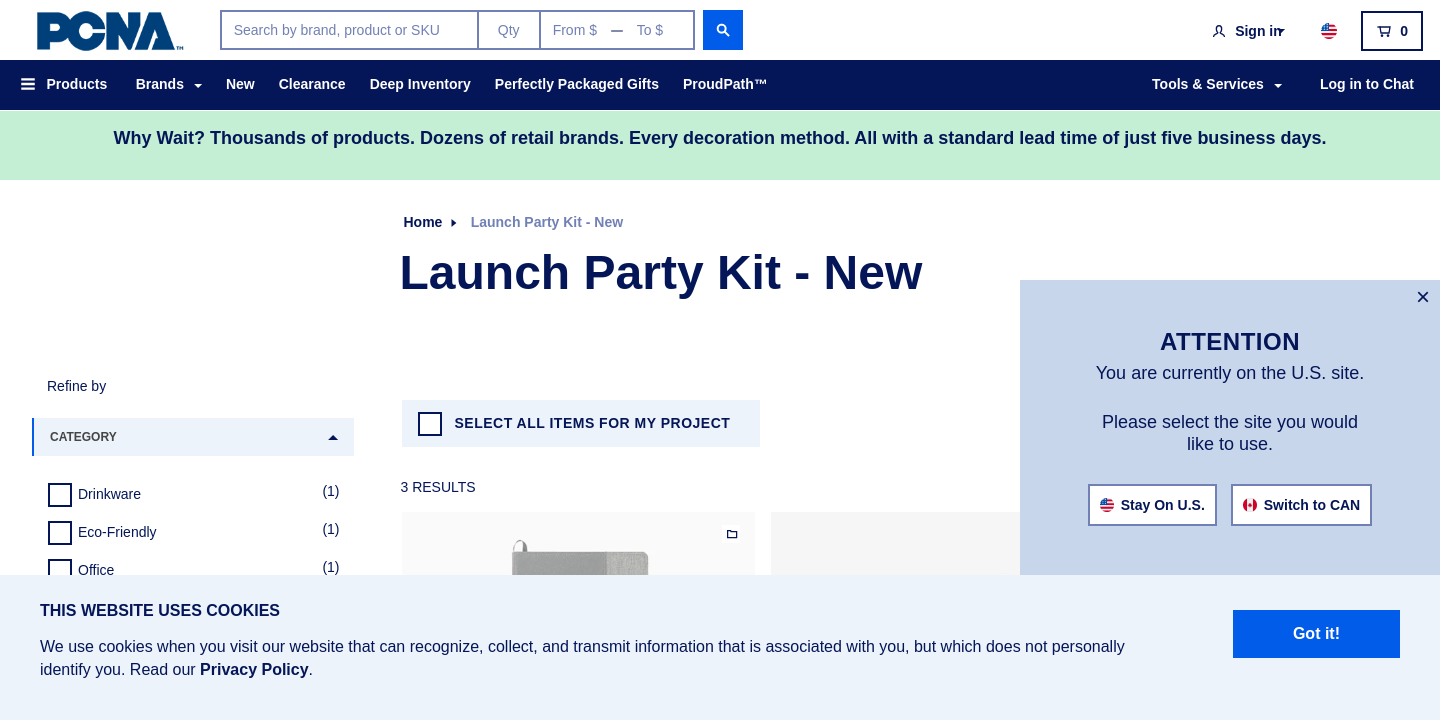 PCNA™
Search by brand, product or SKU
Qty
From $ — To $
Sign in
0
Products
Brands
New
Clearance
Deep Inventory
Perfectly Packaged Gifts
ProudPath™
Tools & Services
Log in to Chat
Why Wait? Thousands of products. Dozens of retail brands. Every decoration method. All with a standard lead time of just five business days.
Home
Launch Party Kit - New
Launch Party Kit - New
Refine by
CATEGORY
Drinkware (1)
Eco-Friendly (1)
Office (1)
SELECT ALL ITEMS FOR MY PROJECT
3 RESULTS
ATTENTION
You are currently on the U.S. site.
Please select the site you would
like to use.
Stay On U.S.
Switch to CAN
THIS WEBSITE USES COOKIES
We use cookies when you visit our website that can recognize, collect, and transmit information that is associated with you, but which does not personally
identify you. Read our Privacy Policy.
Got it!